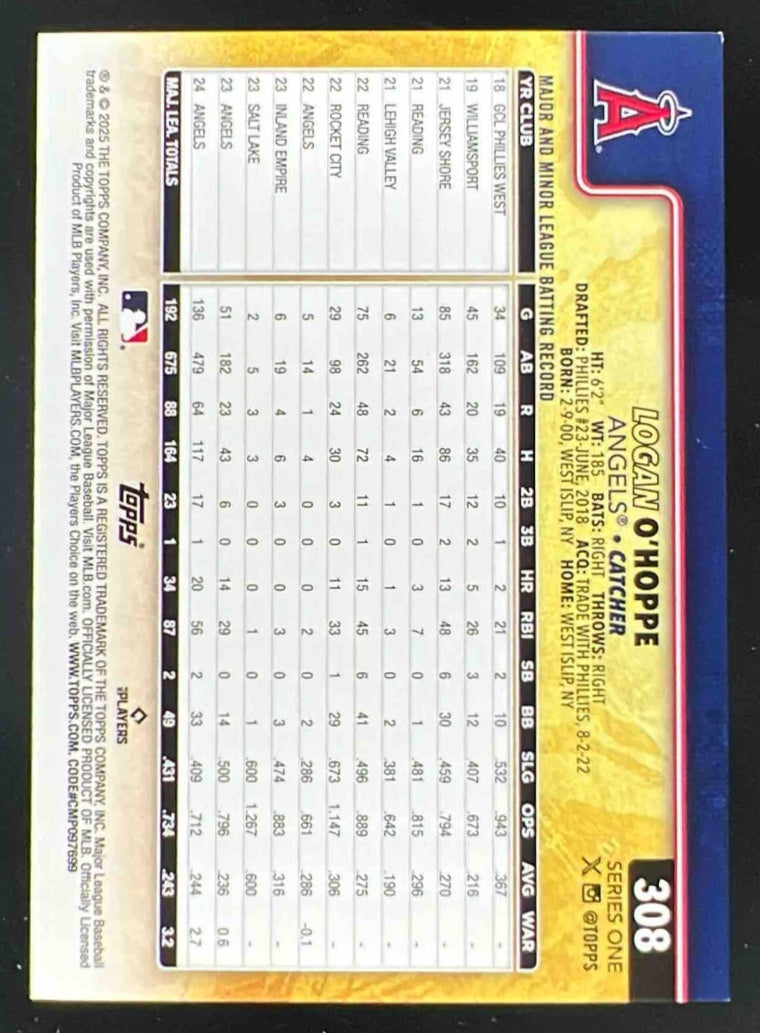 A®
308
LOGAN O'HOPPE
SERIES ONE
ANGELS® • CATCHER
X @TOPPS
HT: 6'2" WT: 185 BATS: RIGHT THROWS: RIGHT
DRAFTED: PHILLIES #23-JUNE, 2018 ACQ: TRADE WITH PHILLIES, 8-2-22
BORN: 2-9-00, WEST ISLIP, NY HOME: WEST ISLIP, NY
MAJOR AND MINOR LEAGUE BATTING RECORD
YR CLUB G AB R H 2B 3B HR RBI SB BB SLG OPS AVG WAR
18 GCL PHILLIES WEST 34 109 19 40 10 1 2 21 2 10 .532 .943 .367 -
19 WILLIAMSPORT 45 162 20 35 12 2 5 26 3 12 .407 .673 .216 -
21 JERSEY SHORE 85 318 43 86 17 2 13 48 6 30 .459 .794 .270 -
21 READING 13 54 6 16 1 0 3 7 0 1 .481 .815 .296 -
21 LEHIGH VALLEY 6 21 2 4 1 0 1 3 0 2 .381 .642 .190 -
22 READING 75 262 48 72 11 1 15 45 6 41 .496 .889 .275 -
22 ROCKET CITY 29 98 24 30 3 0 11 33 1 29 .673 1.147 .306 -
22 ANGELS 5 14 1 4 0 0 0 2 0 2 .286 .661 .286 -0.1
23 INLAND EMPIRE 6 19 4 6 3 0 0 3 0 3 .474 .883 .316 -
23 SALT LAKE 2 5 3 3 0 0 0 1 0 1 .600 1.267 .600 -
23 ANGELS 51 182 23 43 6 0 14 29 0 14 .500 .796 .236 0.6
24 ANGELS 136 479 64 117 17 1 20 56 2 33 .409 .712 .244 2.7
MAJ. LEA. TOTALS 192 675 88 164 23 1 34 87 2 49 .431 .734 .243 3.2
topps®
PLAYERS
® & © 2025 THE TOPPS COMPANY, INC. ALL RIGHTS RESERVED. TOPPS IS A REGISTERED TRADEMARK OF THE TOPPS COMPANY, INC. Major League Baseball
trademarks and copyrights are used with permission of Major League Baseball. Visit MLB.com. OFFICIALLY LICENSED PRODUCT OF MLB. Officially Licensed
Product of MLB Players, Inc. Visit MLBPLAYERS.COM, the Players Choice on the web. WWW.TOPPS.COM. CODE#CMP097699